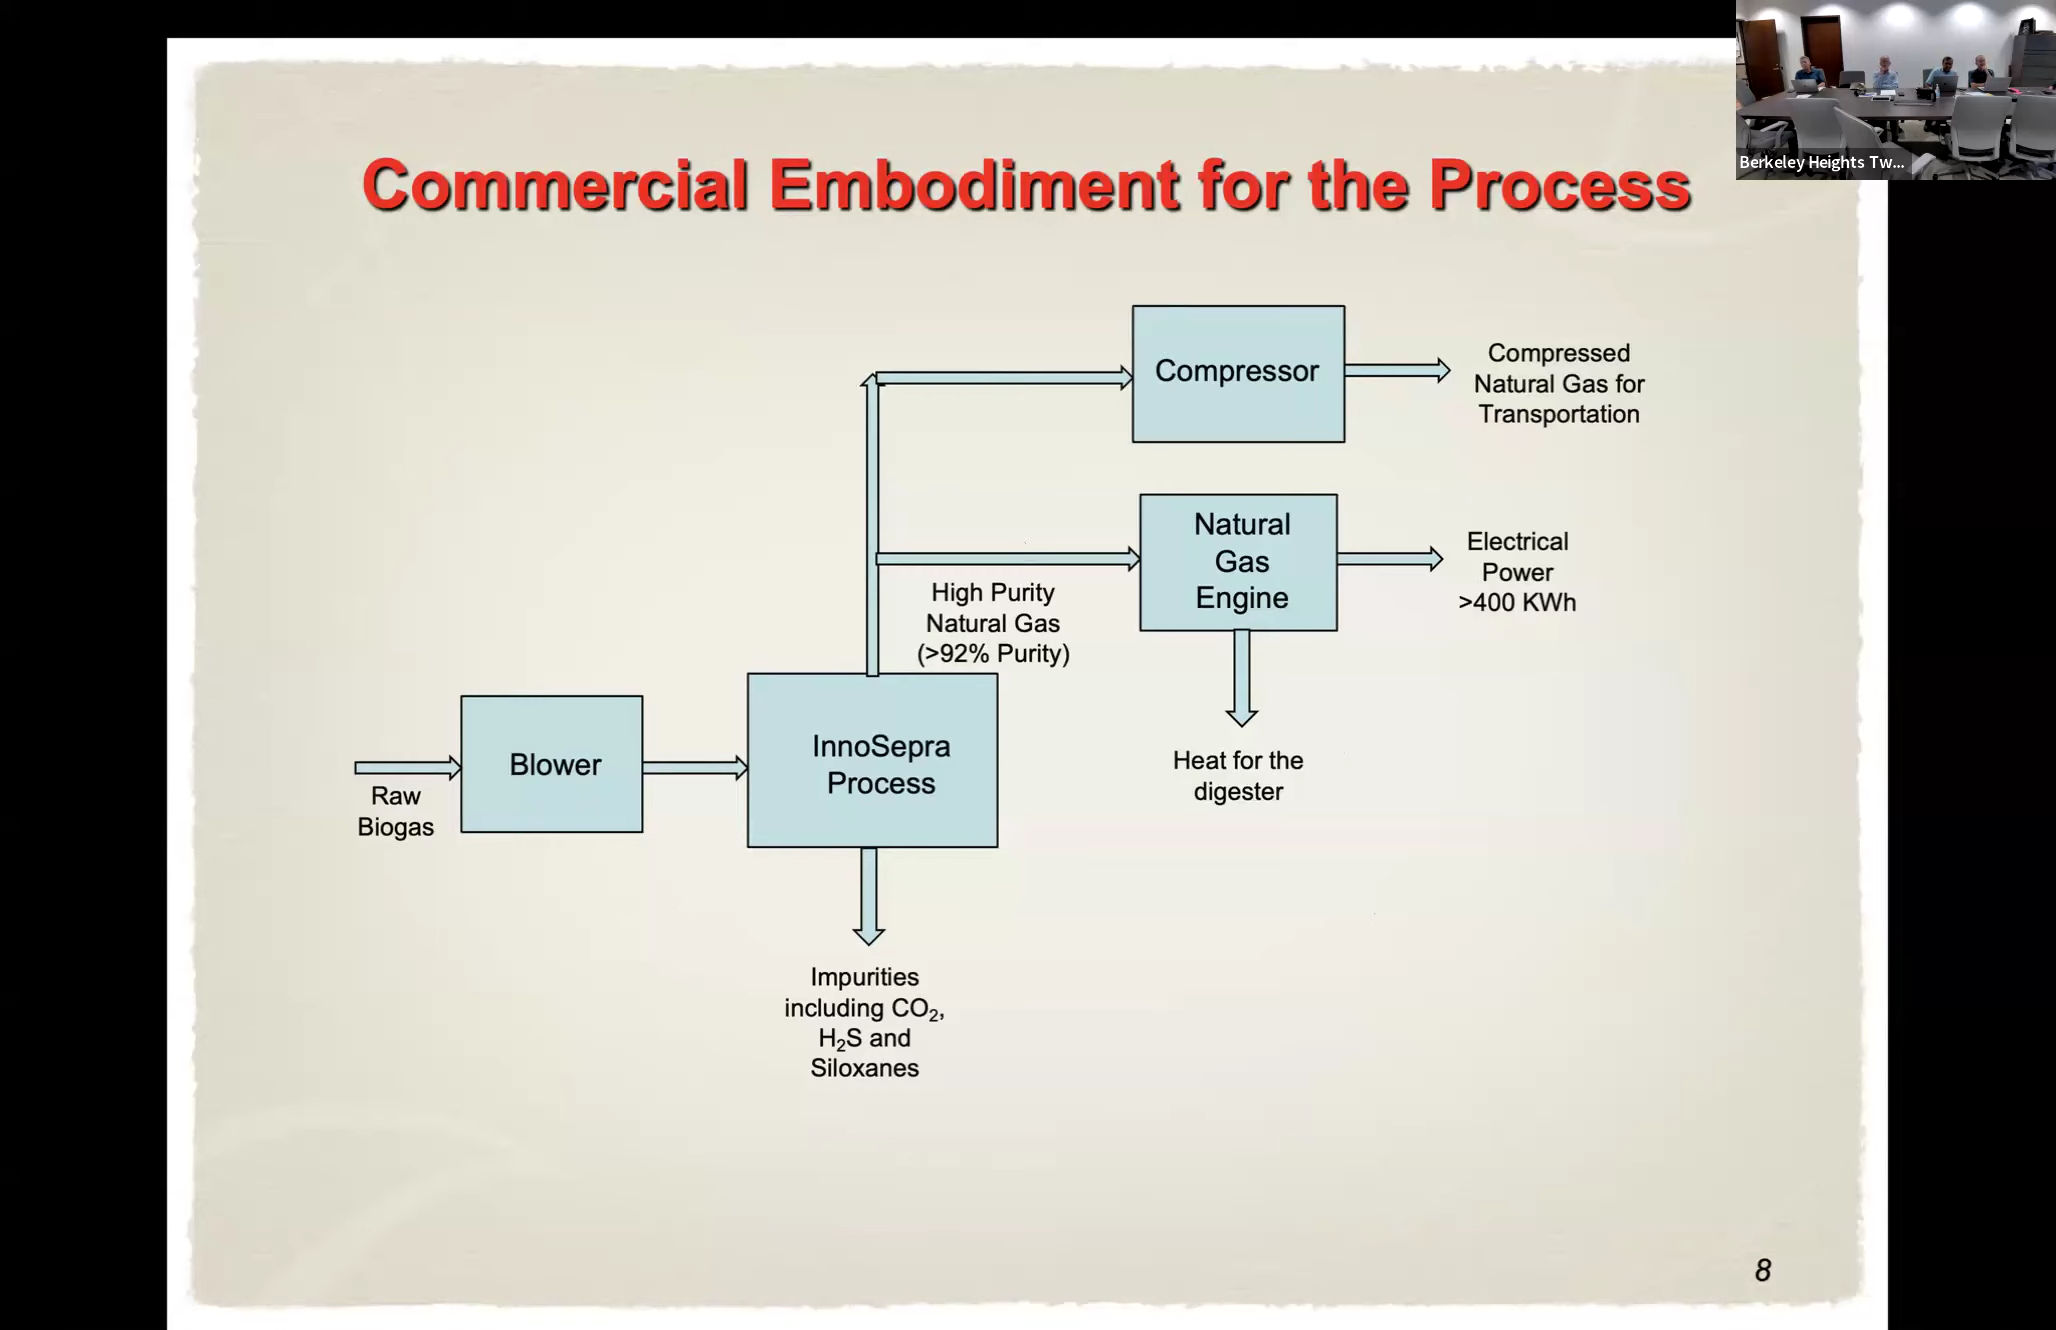 Berkeley Heights Tw...
Commercial Embodiment for the Process
Compressor
Compressed
Natural Gas for
Transportation
Natural
Gas
Engine
Electrical
Power
>400 KWh
High Purity
Natural Gas
(>92% Purity)
Heat for the
digester
Raw
Biogas
Blower
InnoSepra
Process
Impurities
including CO₂,
H₂S and
Siloxanes
8